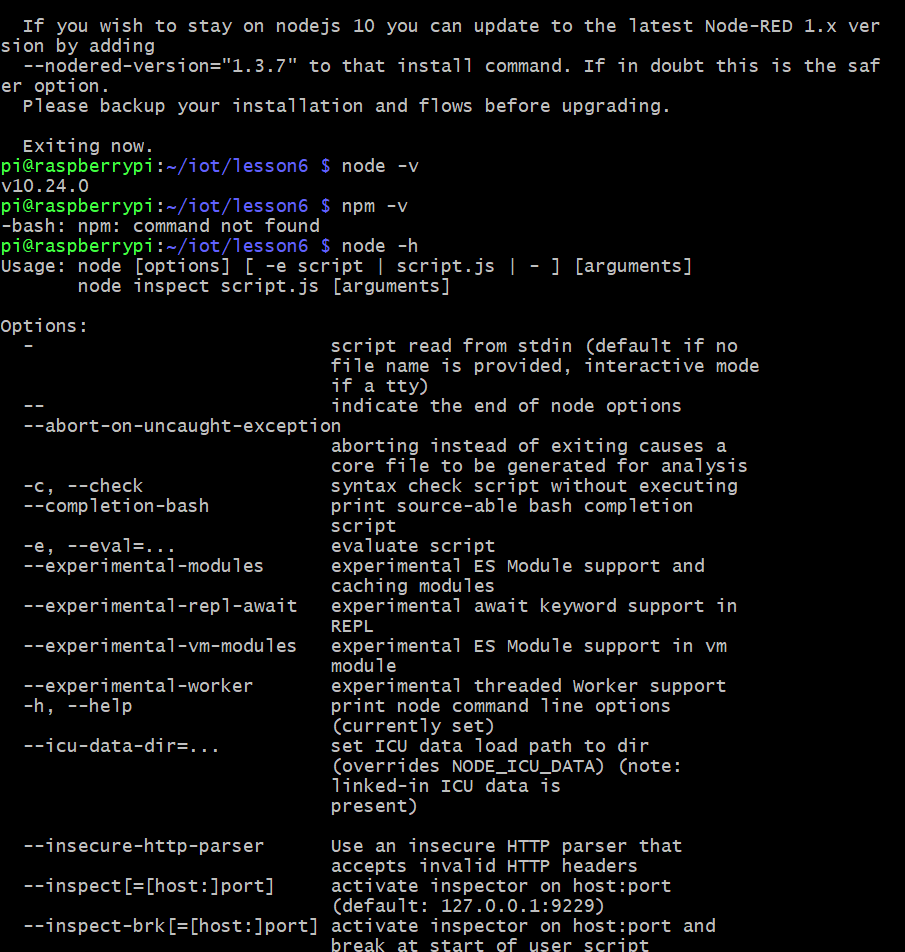 If you wish to stay on nodejs 10 you can update to the latest Node-RED 1.x ver
sion by adding
--nodered-version="1.3.7" to that install command. If in doubt this is the saf
er option.
Please backup your installation and flows before upgrading.
Exiting now.
pi@raspberrypi:~/iot/lesson6 $ node -v
v10.24.0
pi@raspberrypi:~/iot/lesson6 $ npm -v
-bash: npm: command not found
pi@raspberrypi:~/iot/lesson6 $ node -h
Usage: node [options] [ -e script | script.js | - ] [arguments]
node inspect script.js [arguments]
Options:
- script read from stdin (default if no
file name is provided, interactive mode
if a tty)
-- indicate the end of node options
--abort-on-uncaught-exception
aborting instead of exiting causes a
core file to be generated for analysis
-c, --check syntax check script without executing
--completion-bash print source-able bash completion
script
-e, --eval=... evaluate script
--experimental-modules experimental ES Module support and
caching modules
--experimental-repl-await experimental await keyword support in
REPL
--experimental-vm-modules experimental ES Module support in vm
module
--experimental-worker experimental threaded Worker support
-h, --help print node command line options
(currently set)
--icu-data-dir=... set ICU data load path to dir
(overrides NODE_ICU_DATA) (note:
linked-in ICU data is
present)
--insecure-http-parser Use an insecure HTTP parser that
accepts invalid HTTP headers
--inspect[=[host:]port] activate inspector on host:port
(default: 127.0.0.1:9229)
--inspect-brk[=[host:]port] activate inspector on host:port and
break at start of user script